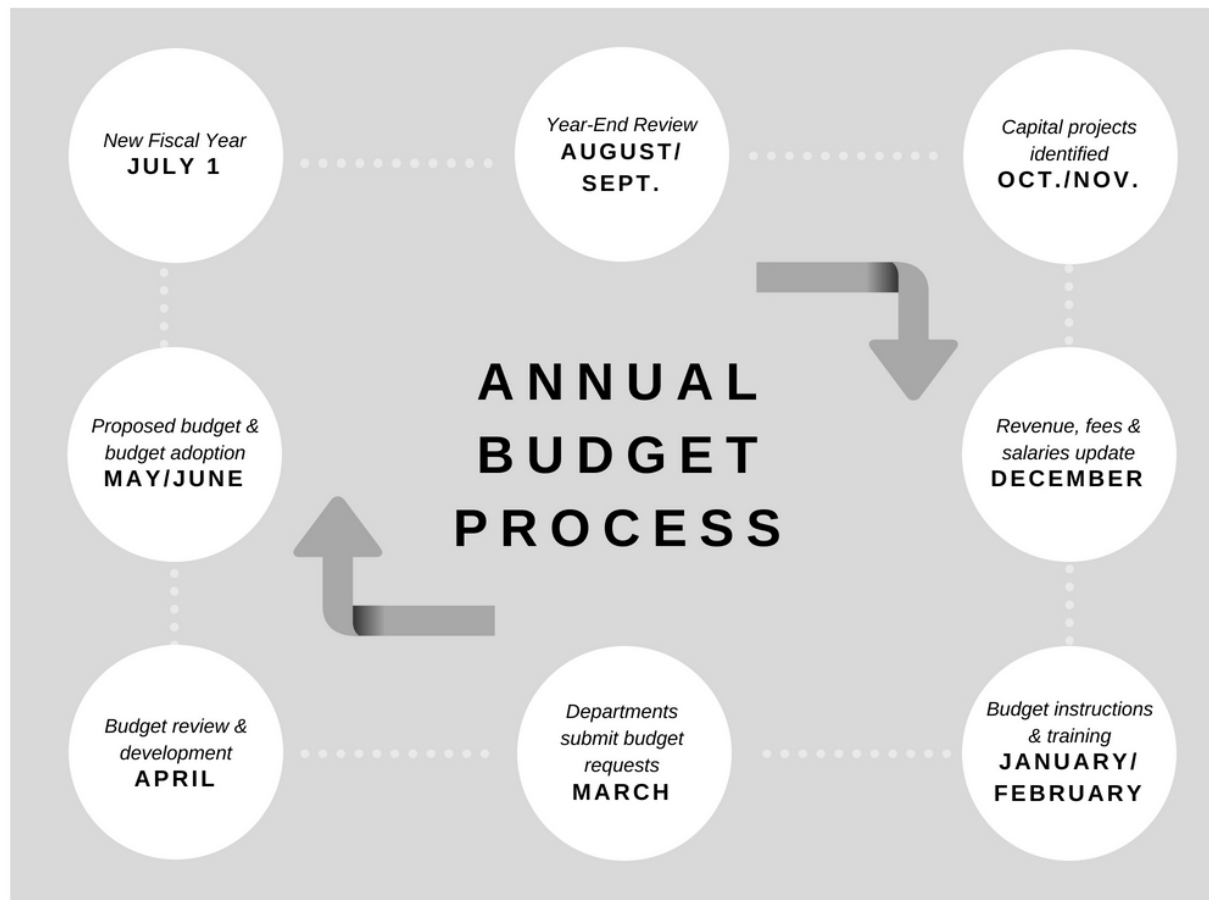 New Fiscal Year
JULY 1
Year-End Review
AUGUST/
SEPT.
Capital projects
identified
OCT./NOV.
ANNUAL
BUDGET
PROCESS
Proposed budget &
budget adoption
MAY/JUNE
Revenue, fees &
salaries update
DECEMBER
Budget review &
development
APRIL
Departments
submit budget
requests
MARCH
Budget instructions
& training
JANUARY/
FEBRUARY